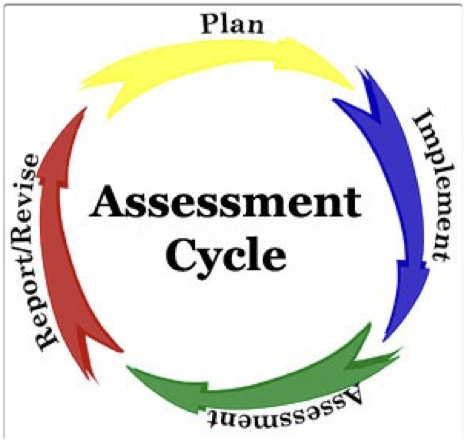 Plan
Implement
Assessment
Cycle
Report/Revise
Assessment